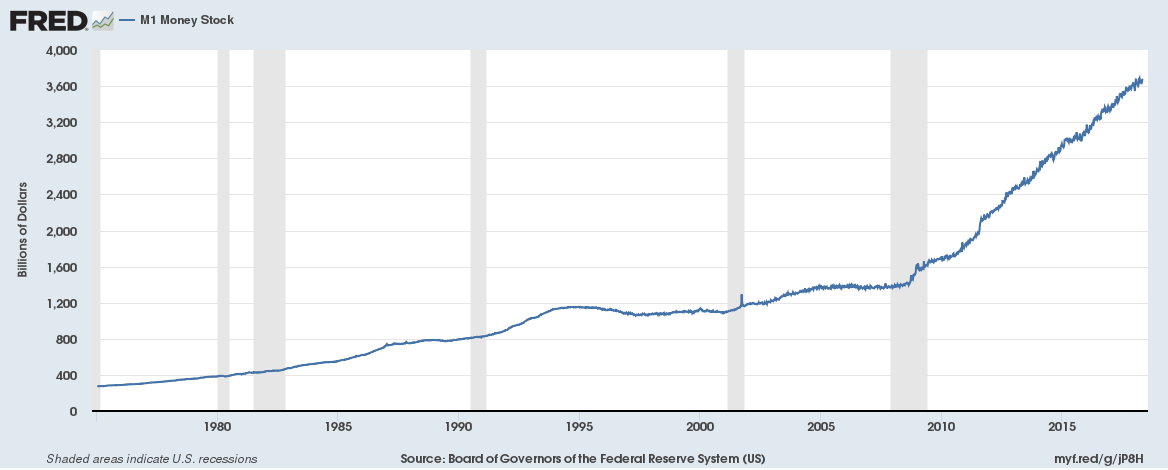 FRED M1 Money Stock
4,000
3,600
3,200
2,800
2,400
2,000
1,600
1,200
800
400
0
Billions of Dollars
1980 1985 1990 1995 2000 2005 2010 2015
Shaded areas indicate U.S. recessions Source: Board of Governors of the Federal Reserve System (US) myf.red/g/jP8H